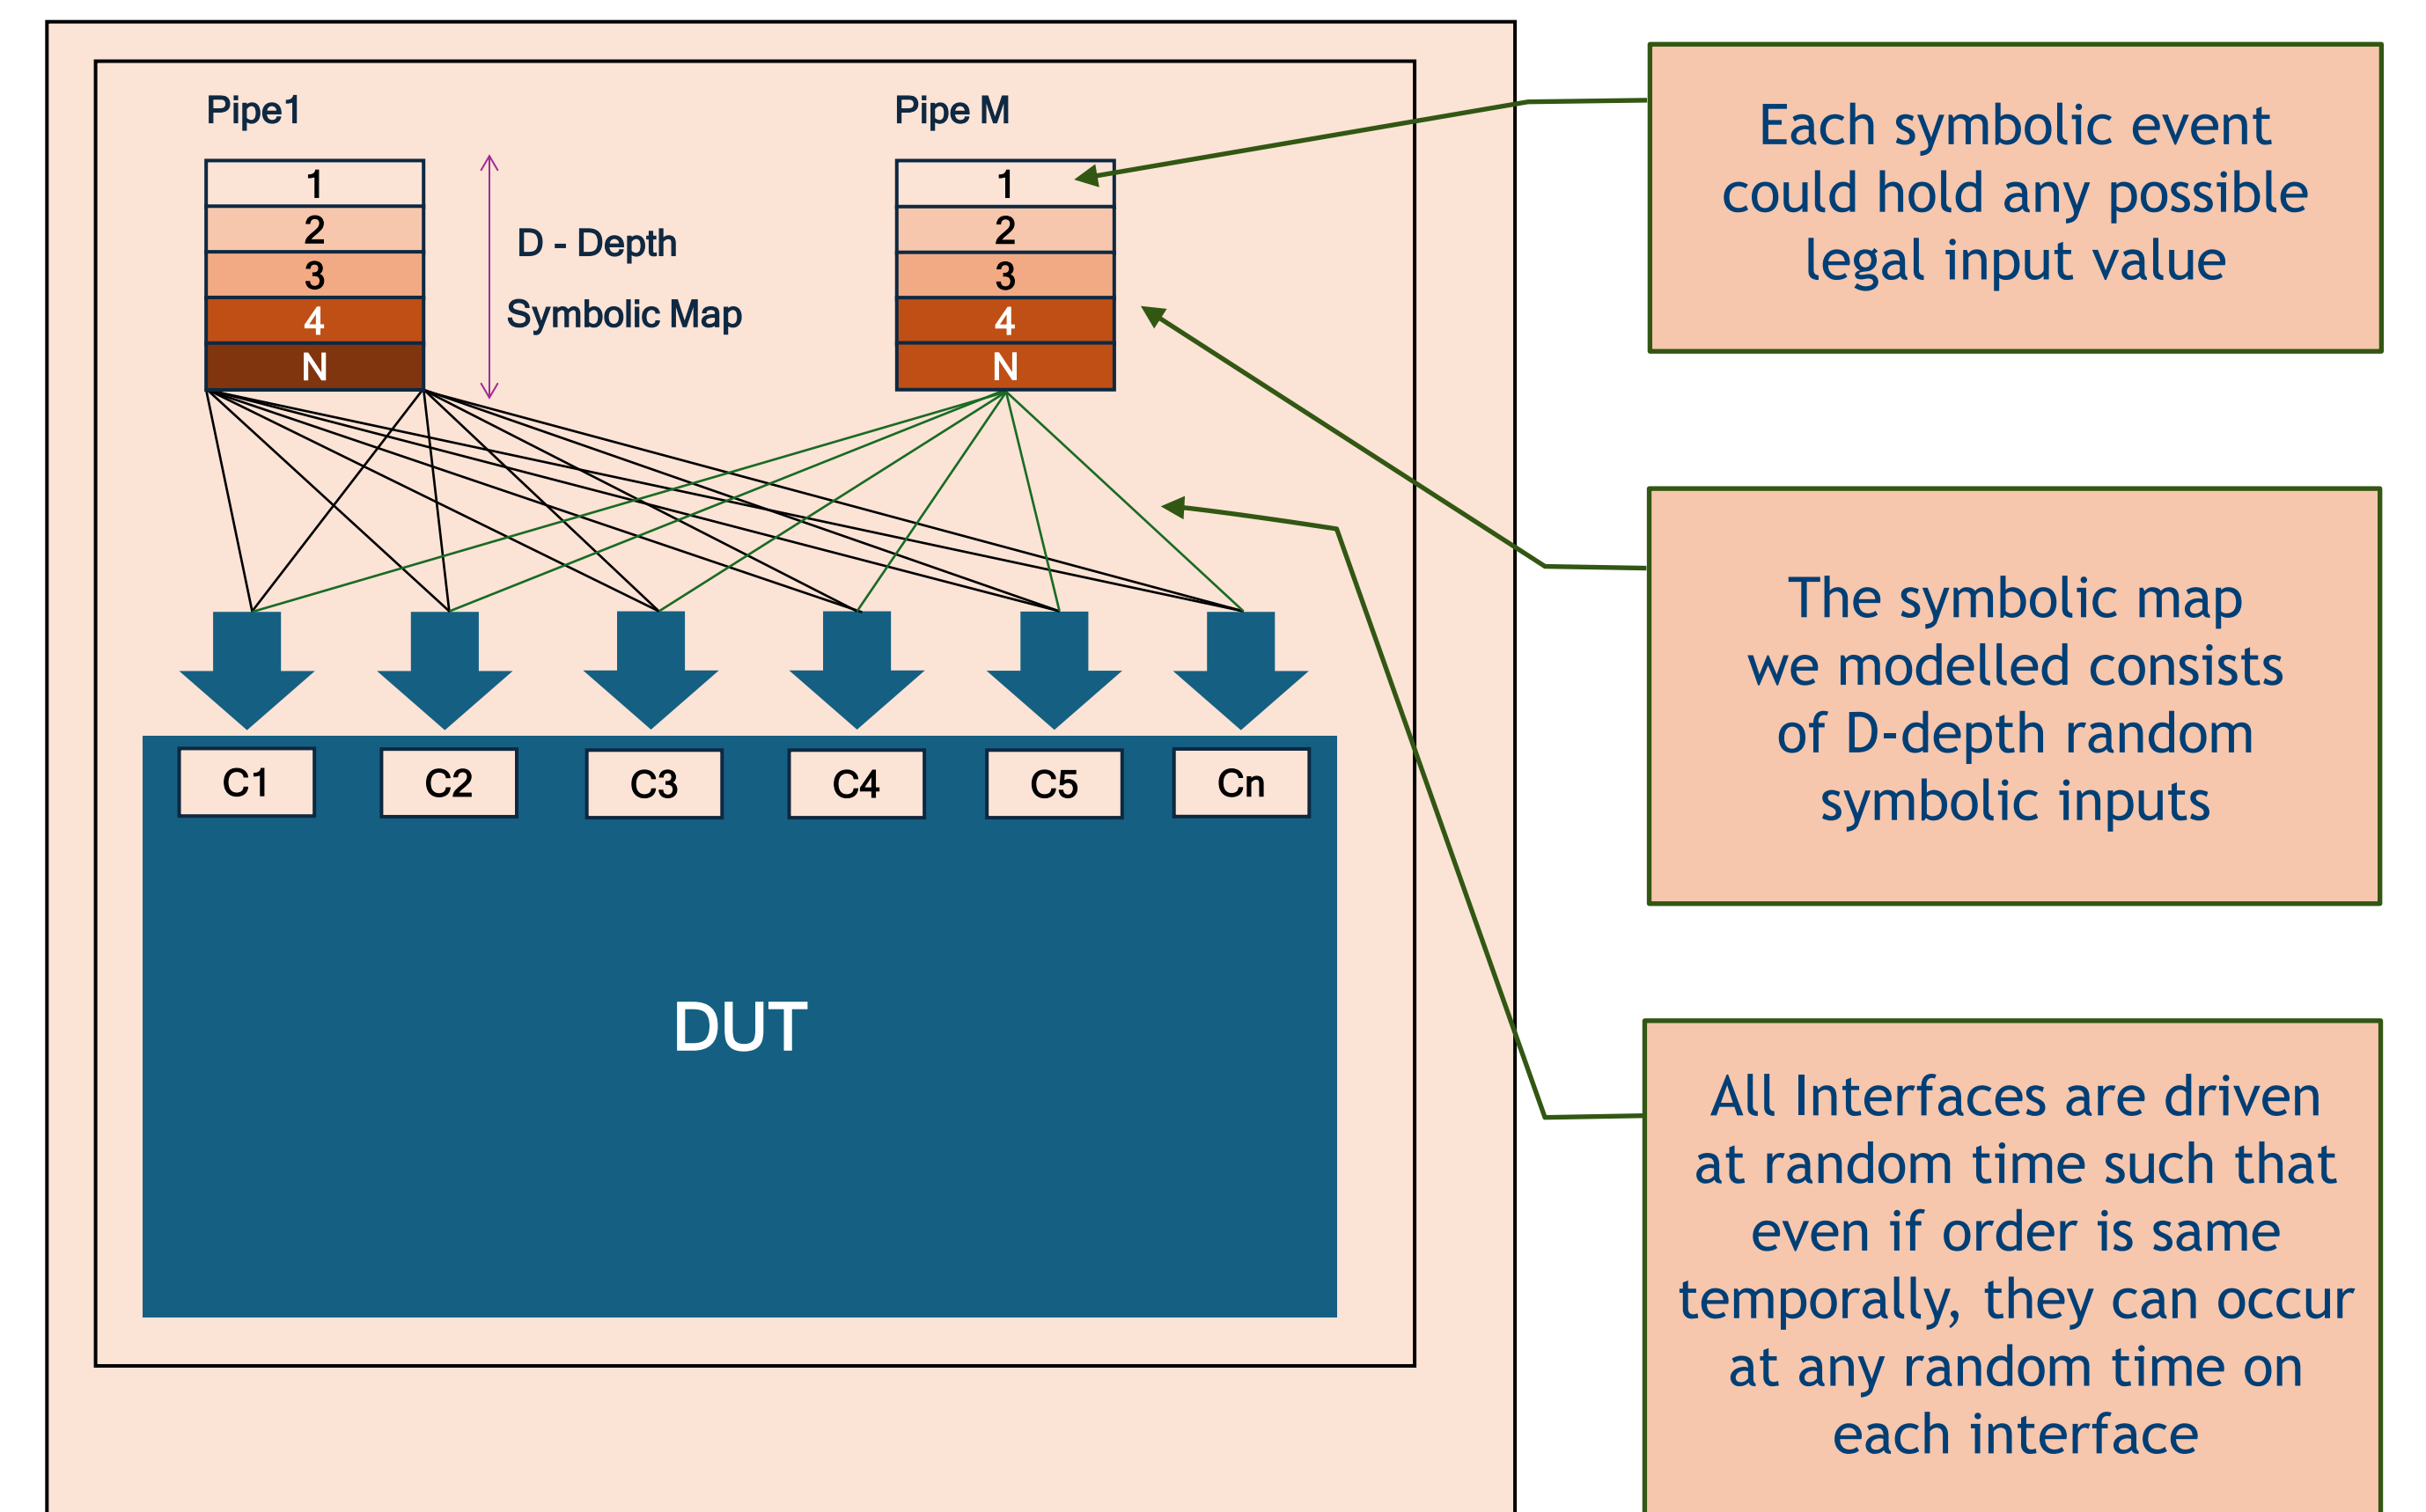 Pipe1
1
2
3
4
N
D - Depth
Symbolic Map
Pipe M
1
2
3
4
N
C1
C2
C3
C4
C5
Cn
DUT
Each symbolic event
could hold any possible
legal input value
The symbolic map
we modelled consists
of D-depth random
symbolic inputs
All Interfaces are driven
at random time such that
even if order is same
temporally, they can occur
at any random time on
each interface